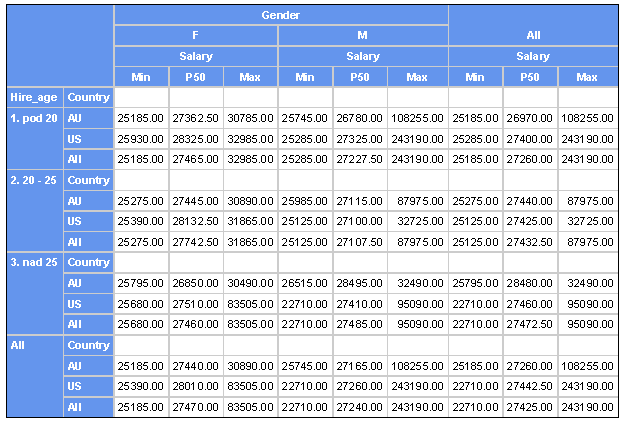 Gender
F M All
Salary Salary Salary
Min P50 Max Min P50 Max Min P50 Max
Hire_age Country
1. pod 20 AU 25185.00 27362.50 30785.00 25745.00 26780.00 108255.00 25185.00 26970.00 108255.00
US 25930.00 28325.00 32985.00 25285.00 27325.00 243190.00 25285.00 27400.00 243190.00
All 25185.00 27465.00 32985.00 25285.00 27227.50 243190.00 25185.00 27260.00 243190.00
2. 20 - 25 Country
AU 25275.00 27445.00 30890.00 25985.00 27115.00 87975.00 25275.00 27440.00 87975.00
US 25390.00 28132.50 31865.00 25125.00 27100.00 32725.00 25125.00 27425.00 32725.00
All 25275.00 27742.50 31865.00 25125.00 27107.50 87975.00 25125.00 27432.50 87975.00
3. nad 25 Country
AU 25795.00 26850.00 30490.00 26515.00 28495.00 32490.00 25795.00 28480.00 32490.00
US 25680.00 27510.00 83505.00 22710.00 27410.00 95090.00 22710.00 27460.00 95090.00
All 25680.00 27460.00 83505.00 22710.00 27485.00 95090.00 22710.00 27472.50 95090.00
All Country
AU 25185.00 27440.00 30890.00 25745.00 27165.00 108255.00 25185.00 27260.00 108255.00
US 25390.00 28010.00 83505.00 22710.00 27260.00 243190.00 22710.00 27442.50 243190.00
All 25185.00 27470.00 83505.00 22710.00 27240.00 243190.00 22710.00 27425.00 243190.00